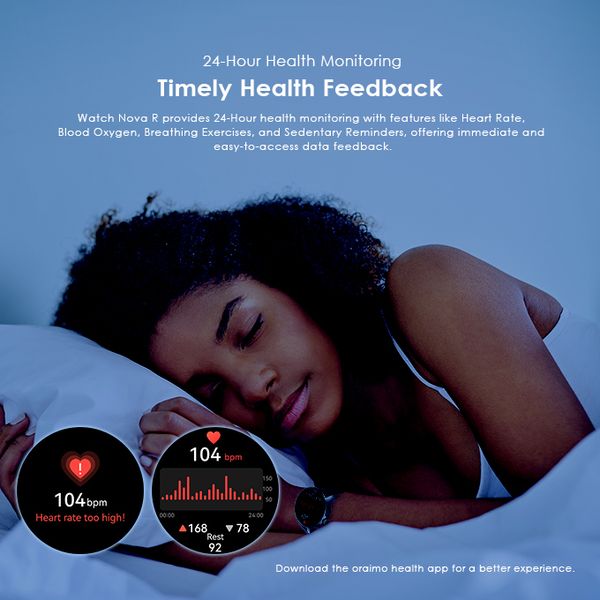 24-Hour Health Monitoring
Timely Health Feedback
Watch Nova R provides 24-Hour health monitoring with features like Heart Rate,
Blood Oxygen, Breathing Exercises, and Sedentary Reminders, offering immediate and
easy-to-access data feedback.
104 bpm
Heart rate too high!
104 bpm
150
100
50
00:00 24:00
▲168 ▼78
Rest
92
Download the oraimo health app for a better experience.